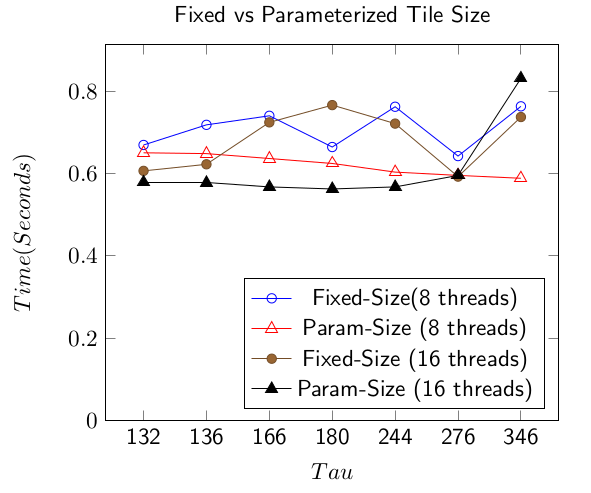 Fixed vs Parameterized Tile Size
0.8
0.6
0.4
0.2
0
Time(Seconds)
Fixed-Size(8 threads)
Param-Size (8 threads)
Fixed-Size (16 threads)
Param-Size (16 threads)
132 136 166 180 244 276 346
Tau